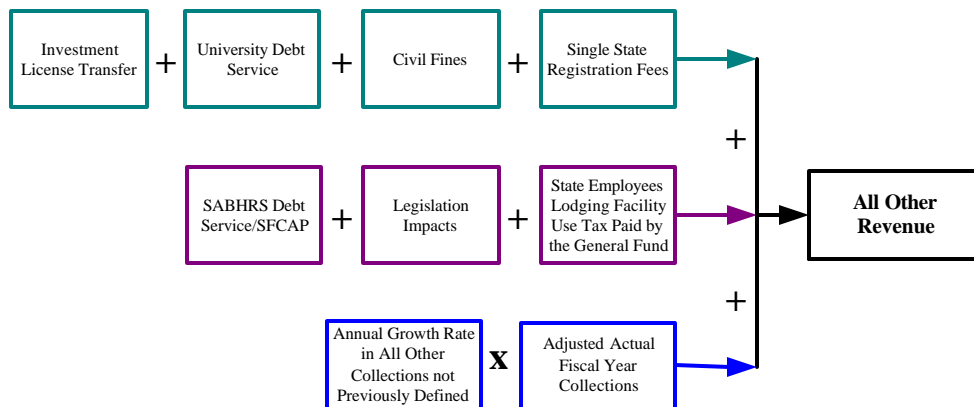 Investment
License Transfer
+
University Debt
Service
+
Civil Fines
+
Single State
Registration Fees
+
SABHRS Debt
Service/SFCAP
+
Legislation
Impacts
+
State Employees
Lodging Facility
Use Tax Paid by
the General Fund
All Other
Revenue
+
Annual Growth Rate
in All Other
Collections not
Previously Defined
x
Adjusted Actual
Fiscal Year
Collections